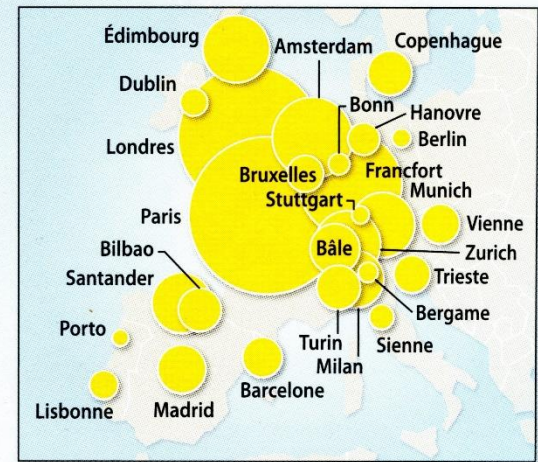 Édimbourg
Amsterdam
Copenhague
Dublin
Bonn
Hanovre
Londres
Berlin
Bruxelles
Francfort
Munich
Stuttgart
Paris
Vienne
Bilbao
Bâle
Zurich
Santander
Trieste
Bergame
Porto
Turin
Sienne
Milan
Barcelone
Lisbonne
Madrid